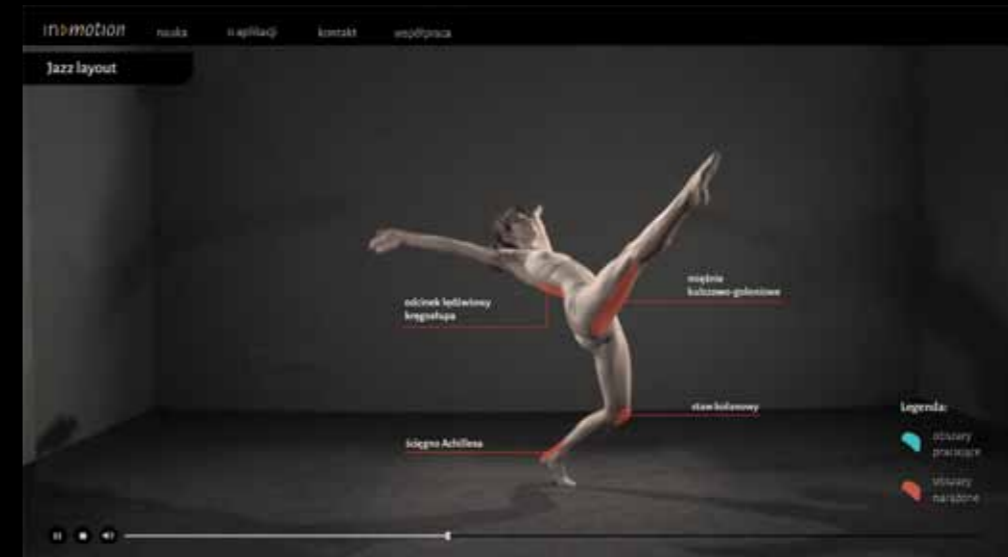 in motion
nauka
o aplikacji
kontakt
współpraca
Jazz layout
odcinek lędźwiowy
kręgosłupa
mięśnie
kulszowo-goleniowe
staw kolanowy
ścięgno Achillesa
Legenda:
obszary
pracujące
obszary
narażone